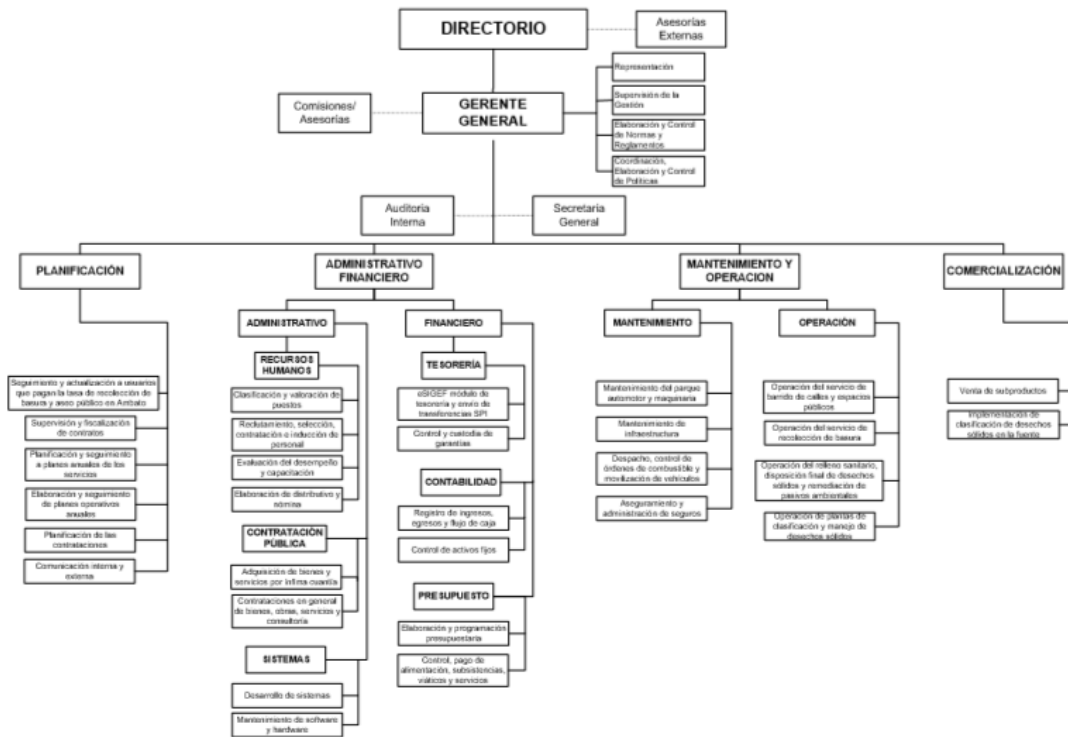 DIRECTORIO
Asesorías
Externas
Representación
Supervisión de la
Gestión
Elaboración y Control
de Normas y
Reglamentos
Coordinación,
Elaboración y Control
de Políticas
Comisiones/
Asesorías
GERENTE
GENERAL
Auditoria
Interna
Secretaria
General
PLANIFICACIÓN
ADMINISTRATIVO
FINANCIERO
MANTENIMIENTO Y
OPERACION
COMERCIALIZACIÓN
Seguimiento y actualización a usuarios
que pagan la tasa de recolección de
basura y aseo público en Ambato
Supervisión y fiscalización
de contratos
Planificación y seguimiento
a planes anuales de los
servicios
Elaboración y seguimiento
de planes operativos
anuales
Planificación de las
contrataciones
Comunicación interna y
externa
ADMINISTRATIVO
RECURSOS
HUMANOS
Clasificación y valoración de
puestos
Reclutamiento, selección,
contratación e inducción de
personal
Evaluación del desempeño
y capacitación
Elaboración de distributivo y
nómina
CONTRATACIÓN
PÚBLICA
Adquisición de bienes y
servicios por ínfima cuantía
Contrataciones en general
de bienes, obras, servicios y
consultoría
SISTEMAS
Desarrollo de sistemas
Mantenimiento de software
y hardware
FINANCIERO
TESORERÍA
eSIGEF módulo de
tesorería y envío de
transferencias SPI
Control y custodia de
garantías
CONTABILIDAD
Registro de ingresos,
egresos y flujo de caja
Control de activos fijos
PRESUPUESTO
Elaboración y programación
presupuestaria
Control, pago de
alimentación, subsistencias,
viáticos y servicios
MANTENIMIENTO
Mantenimiento del parque
automotor y maquinaria
Mantenimiento de
infraestructura
Despacho, control de
órdenes de combustible y
movilización de vehículos
Aseguramiento y
administración de seguros
OPERACIÓN
Operación del servicio de
barrido de calles y espacios
públicos
Operación del servicio de
recolección de basura
Operación del relleno sanitario,
disposición final de desechos
sólidos y remediación de
pasivos ambientales
Operación de plantas de
clasificación y manejo de
desechos sólidos
Venta de subproductos
Implementación de
clasificación de desechos
sólidos en la fuente